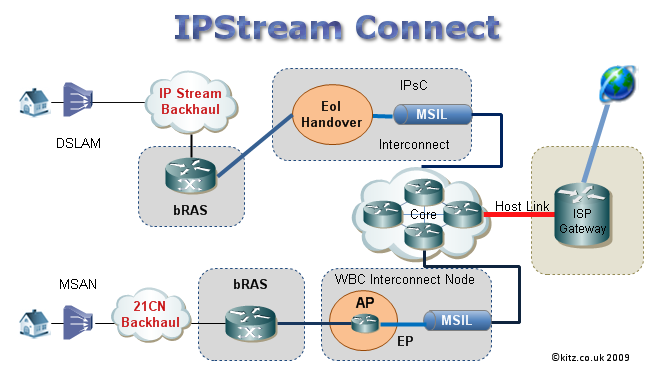 IPStream Connect
IP Stream
Backhaul
DSLAM
bRAS
EoI
Handover
IPsC
MSIL
Interconnect
Core
Host Link
ISP
Gateway
MSAN
21CN
Backhaul
bRAS
WBC Interconnect Node
AP
EP
MSIL
©kitz.co.uk 2009